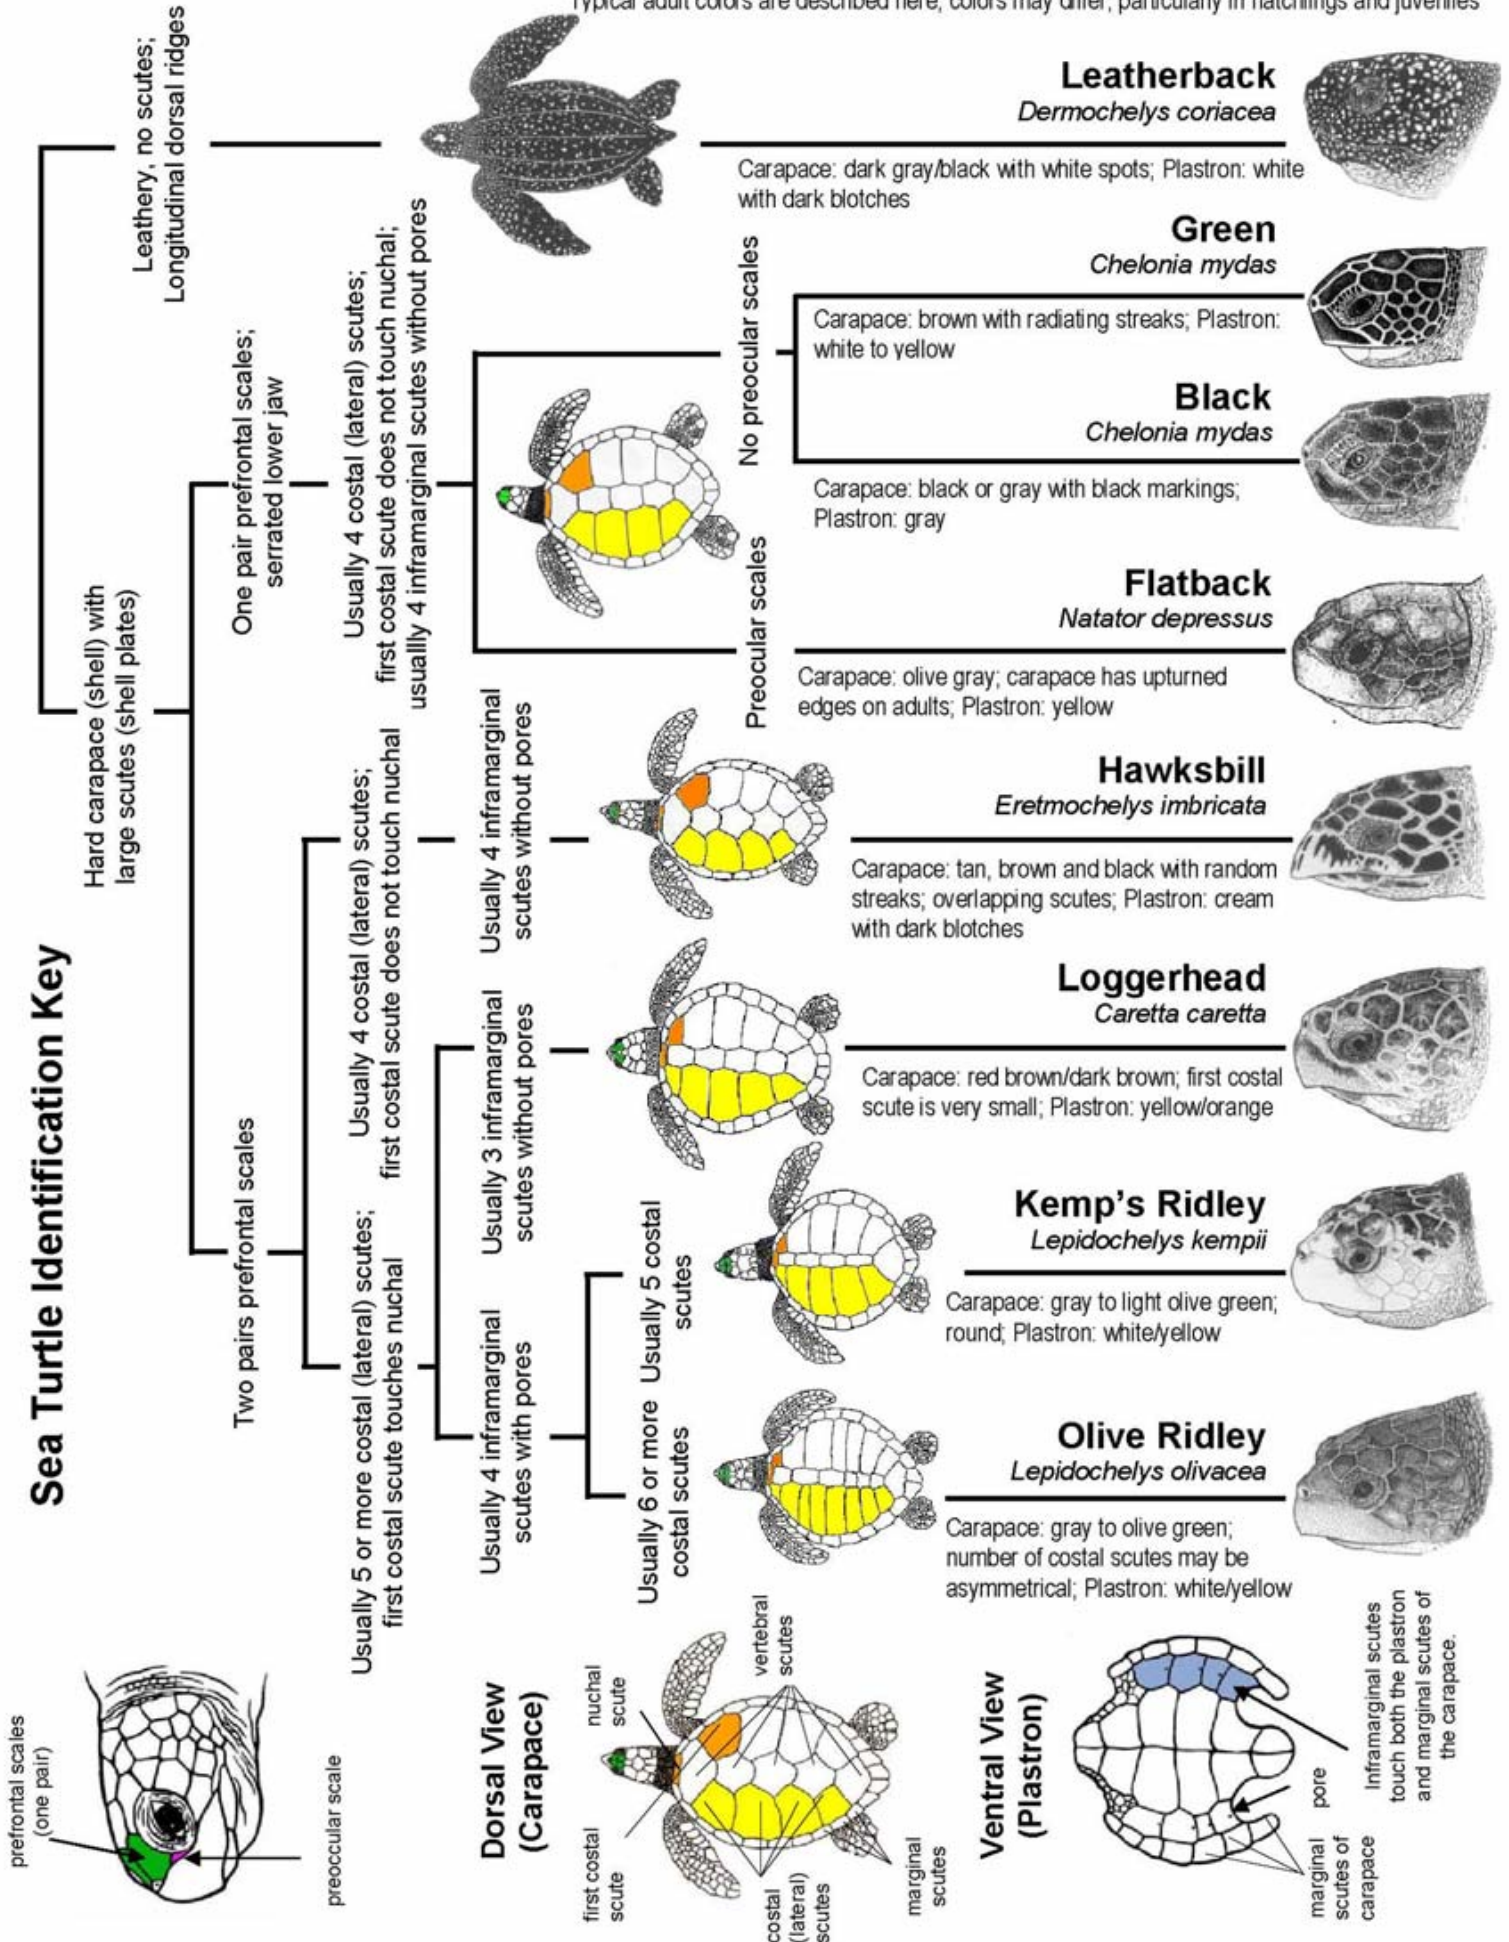 Sea Turtle Identification Key
Typical adult colors are described here; colors may differ, particularly in hatchlings and juveniles
Hard carapace (shell) with
large scutes (shell plates)
Leathery, no scutes;
Longitudinal dorsal ridges
Two pairs prefrontal scales
One pair prefrontal scales;
serrated lower jaw
Usually 5 or more costal (lateral) scutes;
first costal scute touches nuchal
Usually 4 costal (lateral) scutes;
first costal scute does not touch nuchal
Usually 4 costal (lateral) scutes;
first costal scute does not touch nuchal;
usuallly 4 inframarginal scutes without pores
Usually 4 inframarginal
scutes with pores
Usually 3 inframarginal
scutes without pores
Usually 4 inframarginal
scutes without pores
Usually 6 or more
costal scutes
Usually 5 costal
scutes
Preocular scales
No preocular scales
Leatherback
Dermochelys coriacea
Carapace: dark gray/black with white spots; Plastron: white
with dark blotches
Green
Chelonia mydas
Carapace: brown with radiating streaks; Plastron:
white to yellow
Black
Chelonia mydas
Carapace: black or gray with black markings;
Plastron: gray
Flatback
Natator depressus
Carapace: olive gray; carapace has upturned
edges on adults; Plastron: yellow
Hawksbill
Eretmochelys imbricata
Carapace: tan, brown and black with random
streaks; overlapping scutes; Plastron: cream
with dark blotches
Loggerhead
Caretta caretta
Carapace: red brown/dark brown; first costal
scute is very small; Plastron: yellow/orange
Kemp's Ridley
Lepidochelys kempii
Carapace: gray to light olive green;
round; Plastron: white/yellow
Olive Ridley
Lepidochelys olivacea
Carapace: gray to olive green;
number of costal scutes may be
asymmetrical; Plastron: white/yellow
prefrontal scales
(one pair)
preoccular scale
Dorsal View
(Carapace)
first costal
scute
nuchal
scute
vertebral
scutes
costal
(lateral)
scutes
marginal
scutes
Ventral View
(Plastron)
marginal
scutes of
carapace
pore
Inframarginal scutes
touch both the plastron
and marginal scutes of
the carapace.